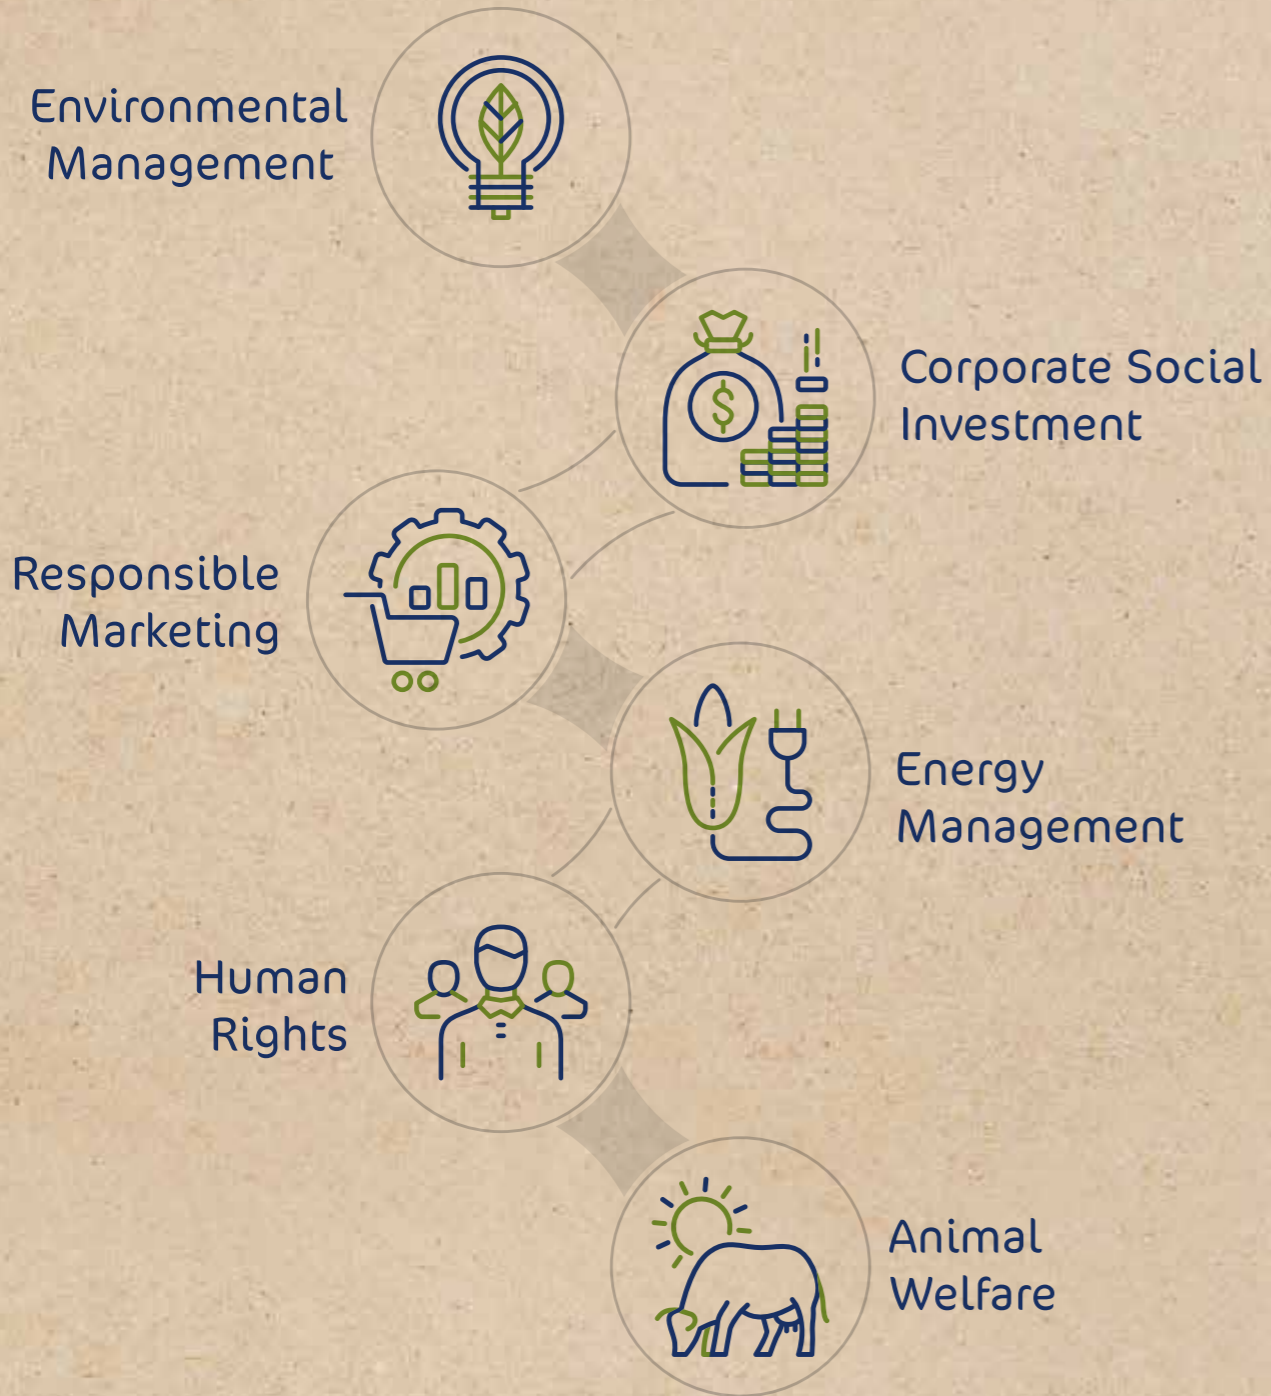 Environmental
Management
Corporate Social
Investment
Responsible
Marketing
Energy
Management
Human
Rights
Animal
Welfare